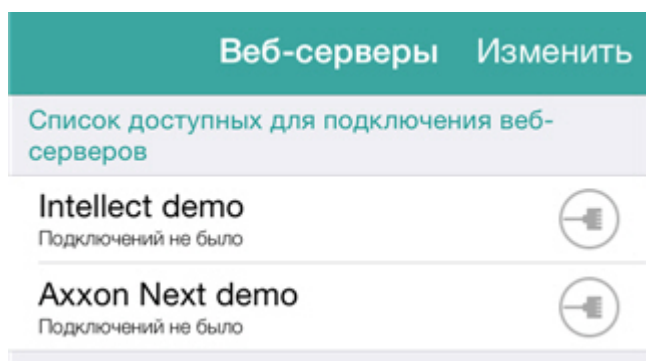 Веб-серверы Изменить
Список доступных для подключения веб-
серверов
Intellect demo
Подключений не было
Axxon Next demo
Подключений не было